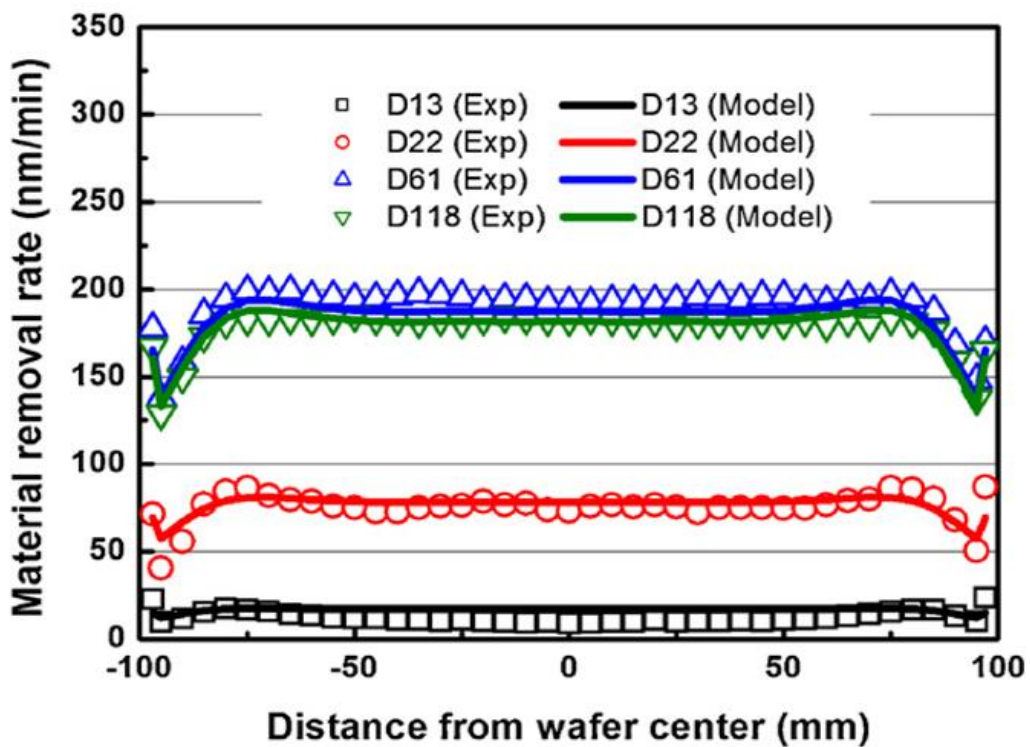 350
300
250
200
150
100
50
0
Material removal rate (nm/min)
D13 (Exp) D13 (Model)
D22 (Exp) D22 (Model)
D61 (Exp) D61 (Model)
D118 (Exp) D118 (Model)
-100 -50 0 50 100
Distance from wafer center (mm)